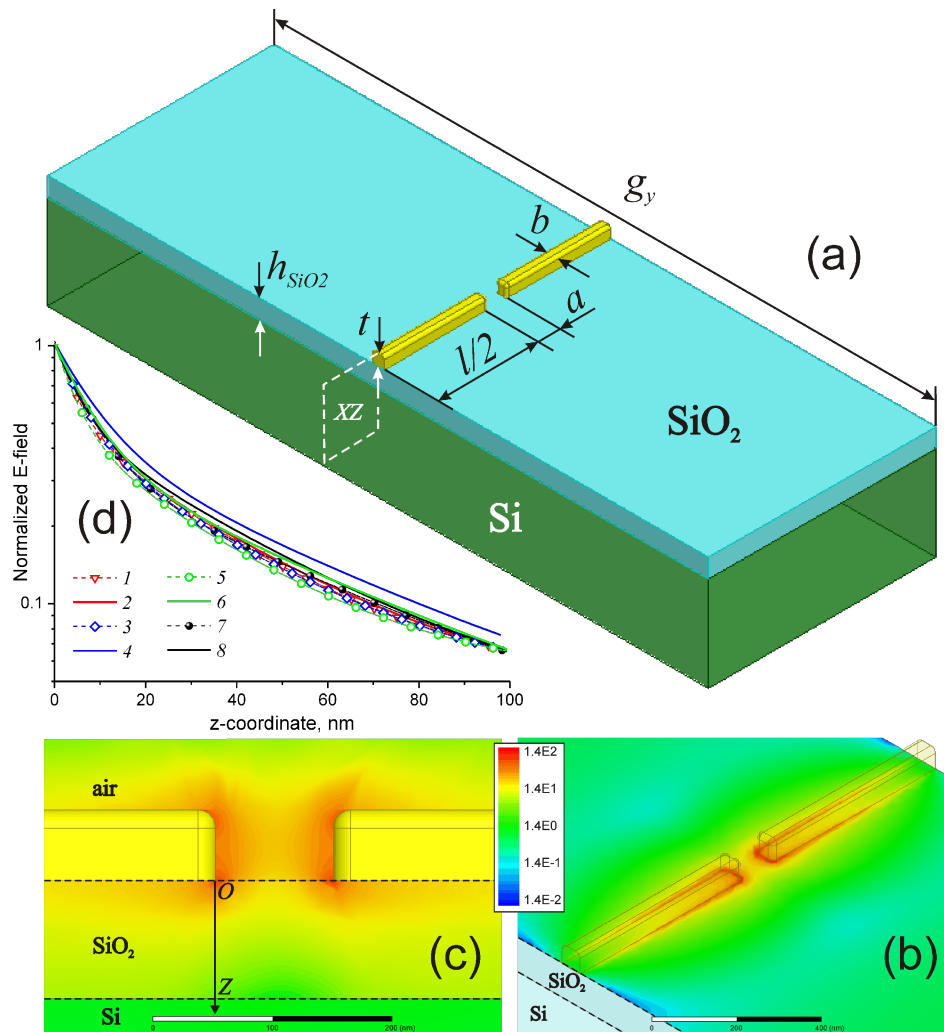 g_y
b
(a)
h_SiO2
a
t
l/2
XZ
SiO₂
Si
1
0.1
Normalized E-field
(d)
1 5
2 6
3 7
4 8
0 20 40 60 80 100
z-coordinate, nm
air
O
SiO₂
Z
(c)
Si
0 100 200 (nm)
1.4E2
1.4E1
1.4E0
1.4E-1
1.4E-2
SiO₂
(b)
Si
0 200 400 (nm)